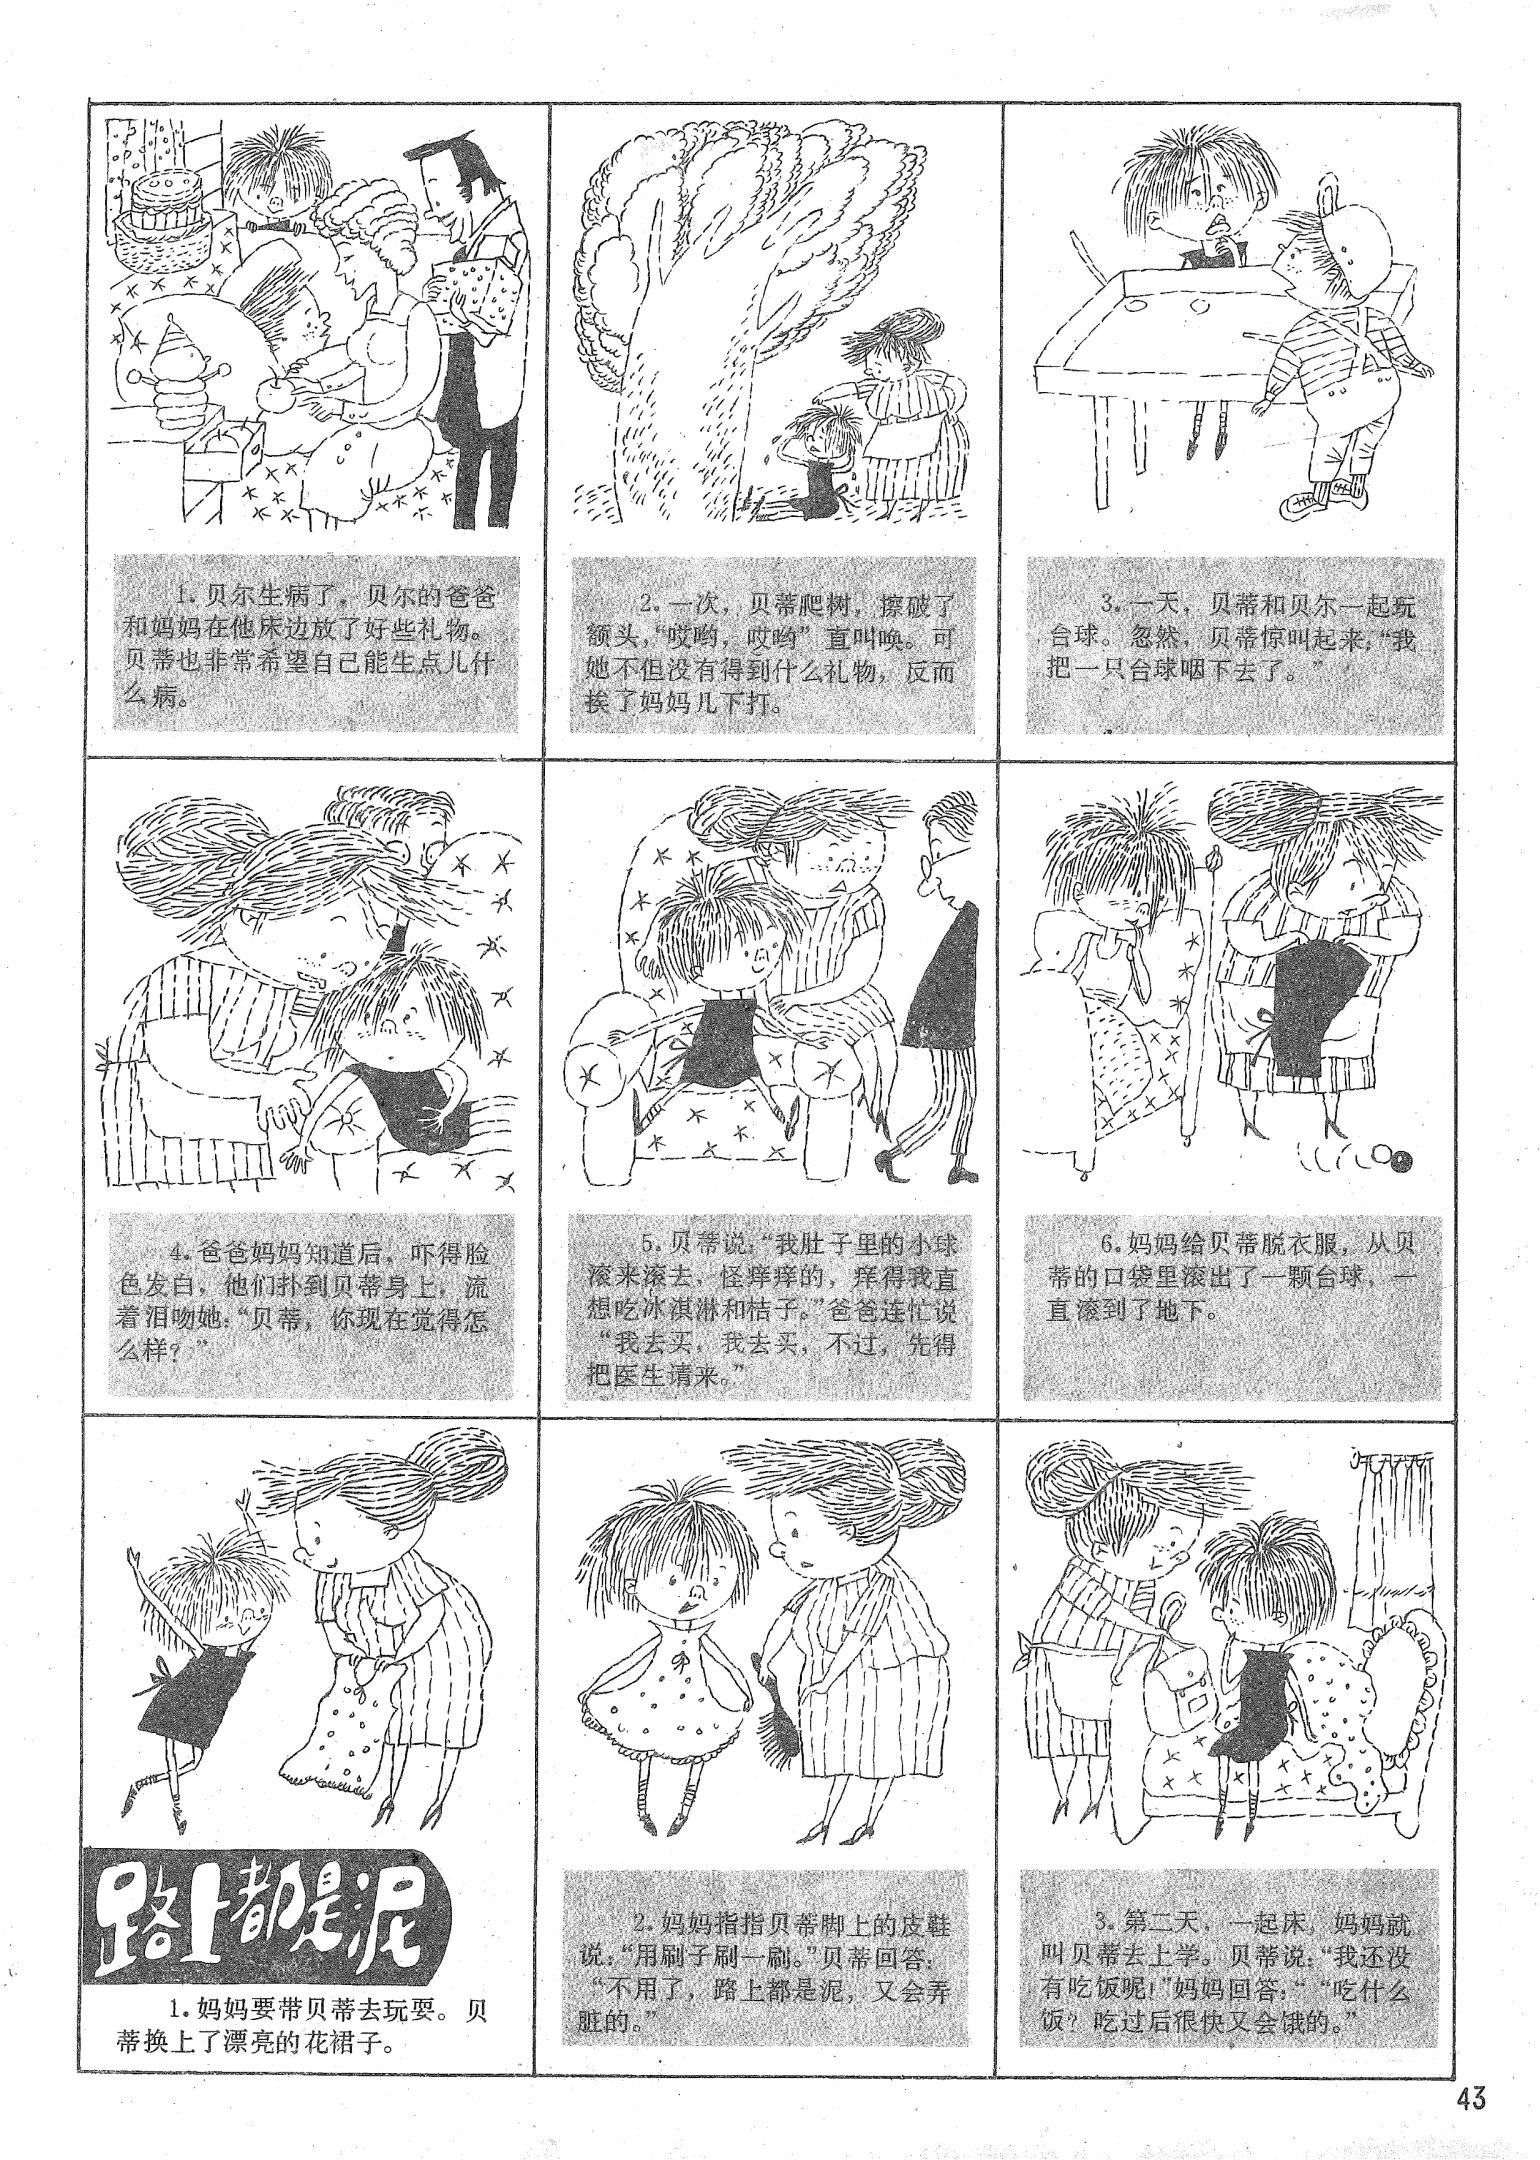 1. 贝尔生病了，贝尔的爸爸
和妈妈在他床边放了好些礼物。
贝蒂也非常希望自己能生点儿什
么病。
2. 一次，贝蒂爬树，擦破了
额头，“哎哟，哎哟”直叫唤。可
她不但没有得到什么礼物，反而
挨了妈妈几下打。
3. 一天，贝蒂和贝尔一起玩
台球。忽然，贝蒂惊叫起来：“我
把一只台球咽下去了。”
4. 爸爸妈妈知道后，吓得脸
色发白，他们扑到贝蒂身上，流
着泪吻她：“贝蒂，你现在觉得怎
么样？”
5. 贝蒂说：“我肚子里的小球
滚来滚去，怪痒痒的，痒得我直
想吃冰淇淋和桔子。”爸爸连忙说
“我去买，我去买，不过，先得
把医生请来。”
6. 妈妈给贝蒂脱衣服，从贝
蒂的口袋里滚出了一颗台球，一
直滚到了地下。
路上都是泥
1. 妈妈要带贝蒂去玩耍。贝
蒂换上了漂亮的花裙子。
2. 妈妈指指贝蒂脚上的皮鞋
说：“用刷子刷一刷。”贝蒂回答：
“不用了，路上都是泥，又会弄
脏的。”
3. 第二天，一起床，妈妈就
叫贝蒂去上学。贝蒂说：“我还没
有吃饭呢！”妈妈回答：“ “吃什么
饭？吃过后很快又会饿的。”
43